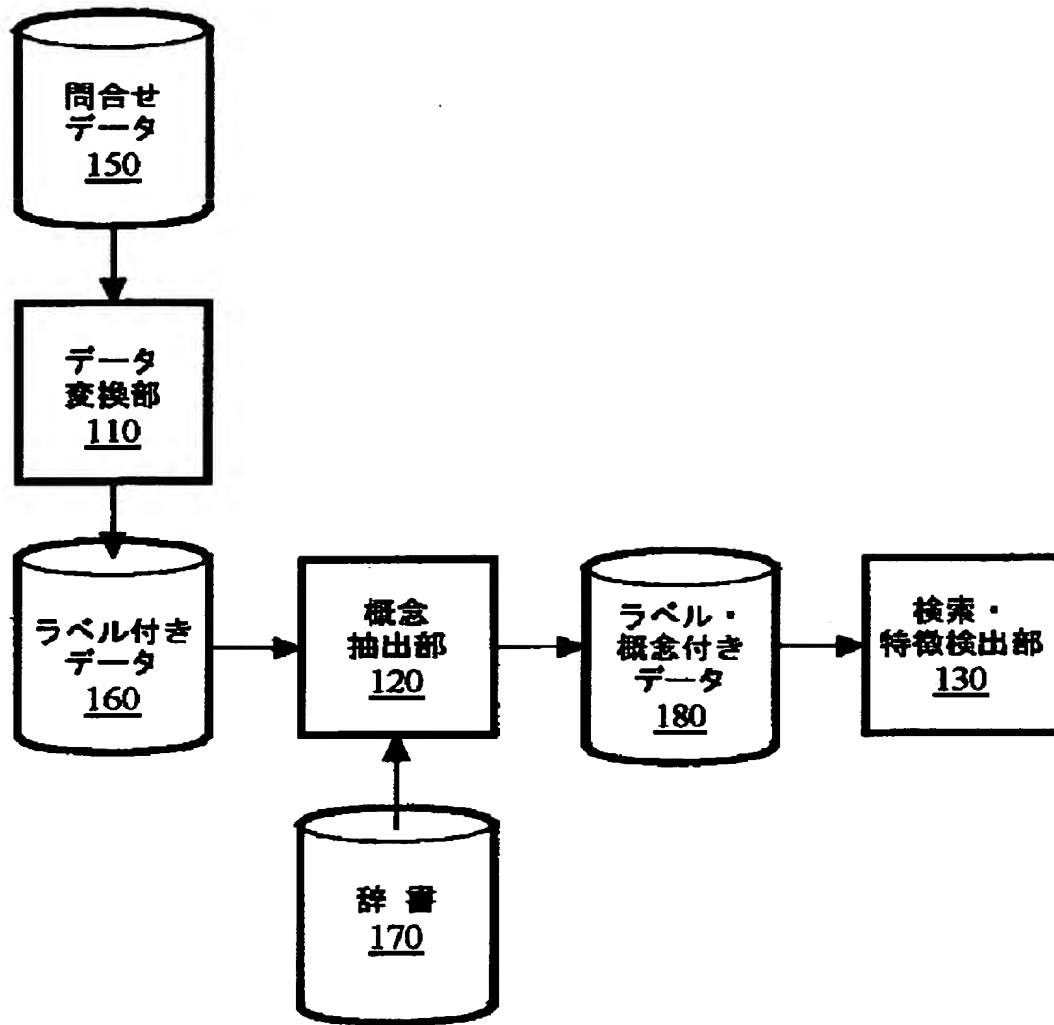 問合せ
データ
150
データ
変換部
110
ラベル付き
データ
160
概念
抽出部
120
ラベル・
概念付き
データ
180
検索・
特徴検出部
130
辞書
170